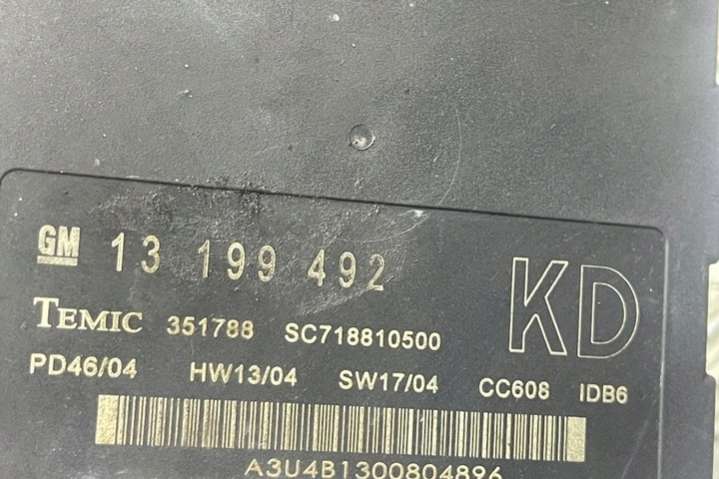 GM 13 199 492 KD
TEMIC 351788 SC718810500
PD46/04 HW13/04 SW17/04 CC608 IDB6
A3U4B1300804896